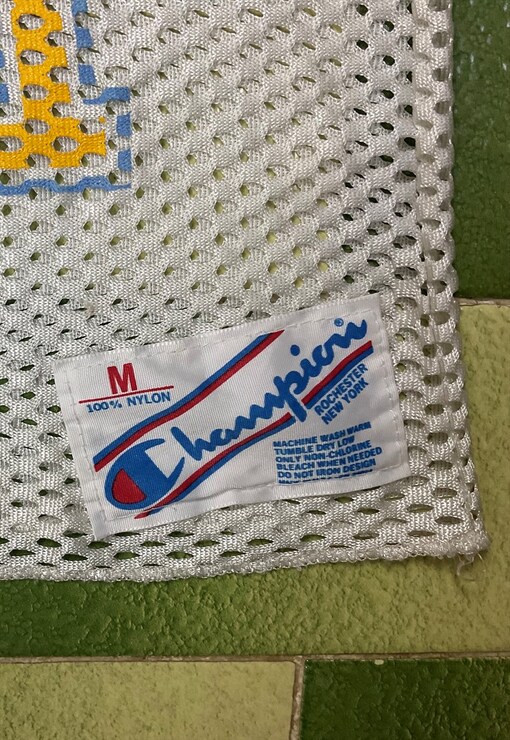 M
100% NYLON
Champion®
ROCHESTER
NEW YORK
MACHINE WASH WARM
TUMBLE DRY LOW
ONLY NON-CHLORINE
BLEACH WHEN NEEDED
DO NOT IRON DESIGN